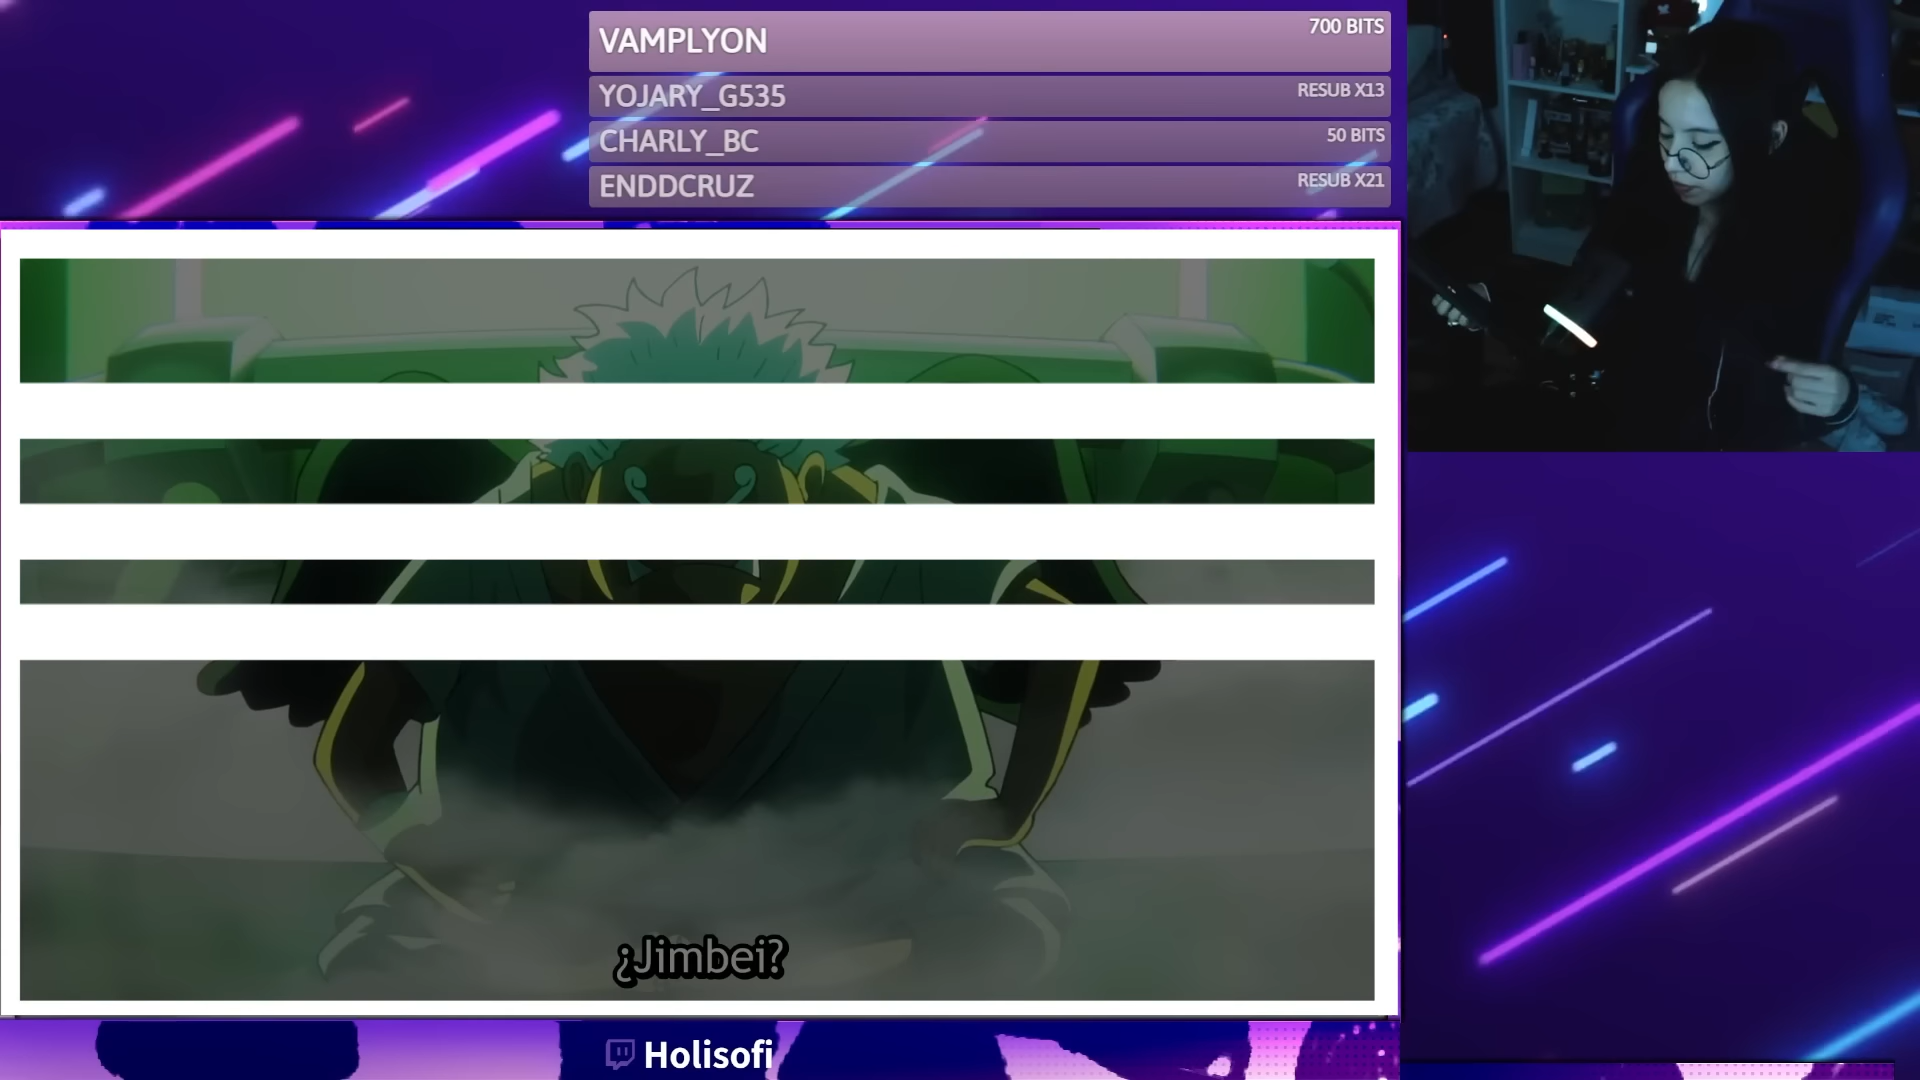 VAMPLYON 700 BITS
YOJARY_G535 RESUB X13
CHARLY_BC 50 BITS
ENDDCRUZ RESUB X21
¿Jimbei?
Holisofi